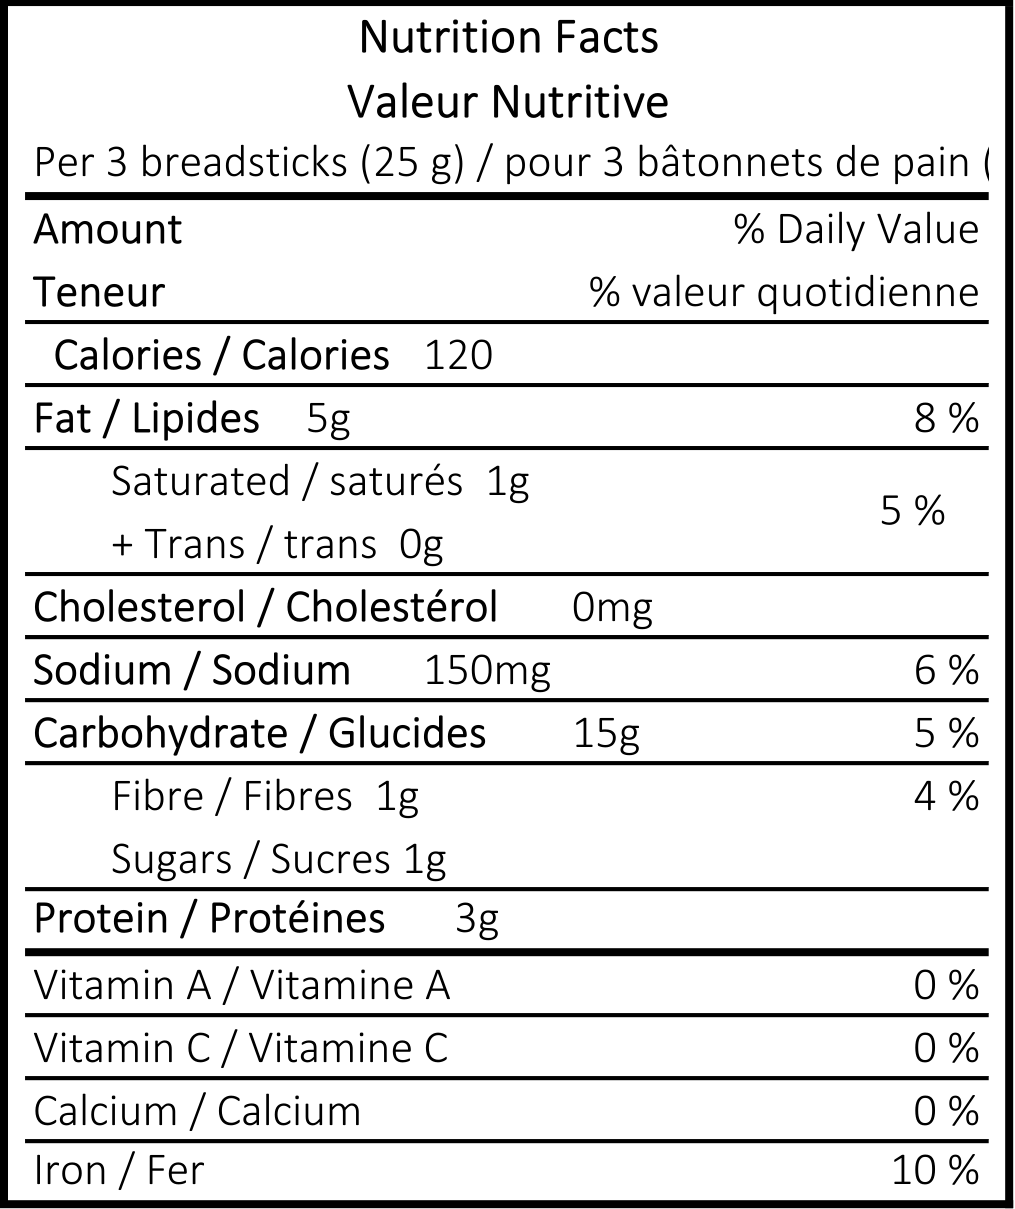 Nutrition Facts
Valeur Nutritive
Per 3 breadsticks (25 g) / pour 3 bâtonnets de pain (
Amount % Daily Value
Teneur % valeur quotidienne
Calories / Calories 120
Fat / Lipides 5g 8 %
Saturated / saturés 1g
5 %
+ Trans / trans 0g
Cholesterol / Cholestérol 0mg
Sodium / Sodium 150mg 6 %
Carbohydrate / Glucides 15g 5 %
Fibre / Fibres 1g 4 %
Sugars / Sucres 1g
Protein / Protéines 3g
Vitamin A / Vitamine A 0 %
Vitamin C / Vitamine C 0 %
Calcium / Calcium 0 %
Iron / Fer 10 %